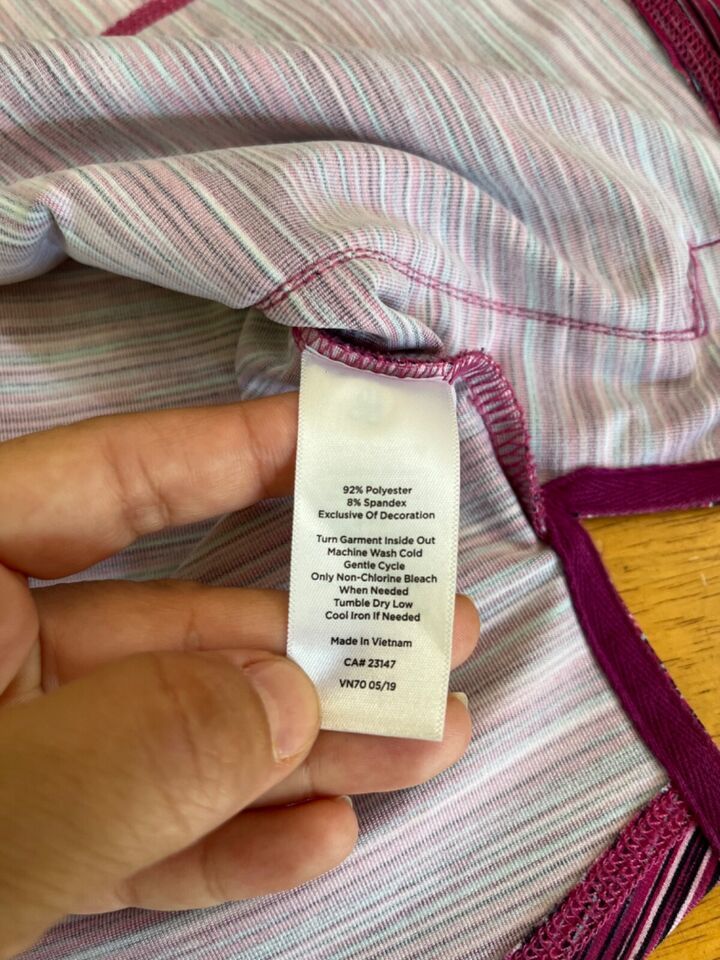 92% Polyester
8% Spandex
Exclusive Of Decoration
Turn Garment Inside Out
Machine Wash Cold
Gentle Cycle
Only Non-Chlorine Bleach
When Needed
Tumble Dry Low
Cool Iron If Needed
Made In Vietnam
CA# 23147
VN70 05/19